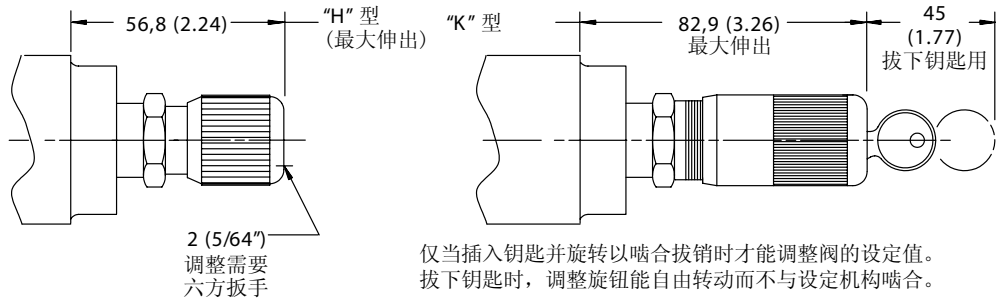 56,8 (2.24)
“H” 型
(最大伸出)
2 (5/64”)
调整需要
六方扳手
“K” 型
82,9 (3.26)
最大伸出
45
(1.77)
拔下钥匙用
仅当插入钥匙并旋转以啮合拔销时才能调整阀的设定值。
拔下钥匙时，调整旋钮能自由转动而不与设定机构啮合。